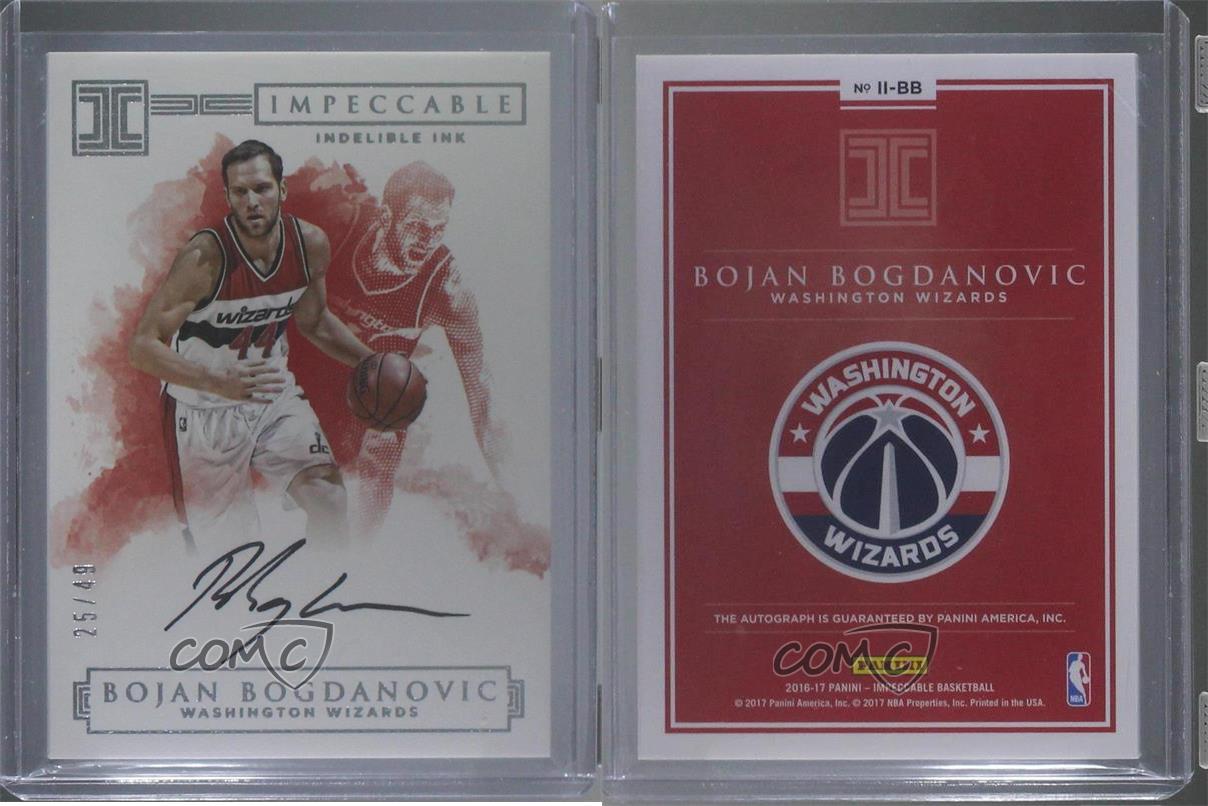 IMPECCABLE
INDELIBLE INK
wizards
44
dc
25/49
COMC
BOJAN BOGDANOVIC
WASHINGTON WIZARDS
Nº II-BB
BOJAN BOGDANOVIC
WASHINGTON WIZARDS
WASHINGTON
WIZARDS
THE AUTOGRAPH IS GUARANTEED BY PANINI AMERICA, INC.
COMC
PANINI
2016-17 PANINI – IMPECCABLE BASKETBALL
© 2017 Panini America, Inc. © 2017 NBA Properties, Inc. Printed in the USA.
NBA